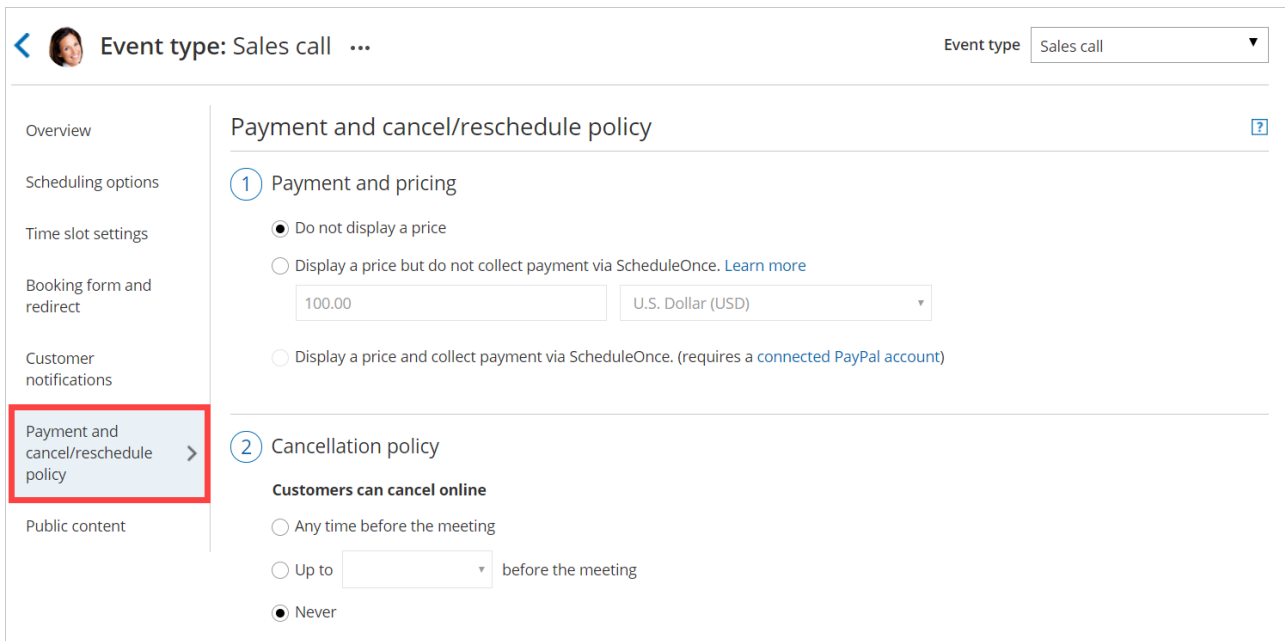 Event type: Sales call ...
Event type Sales call
Overview
Scheduling options
Time slot settings
Booking form and
redirect
Customer
notifications
Payment and
cancel/reschedule
policy
Public content
Payment and cancel/reschedule policy
?
1 Payment and pricing
Do not display a price
Display a price but do not collect payment via ScheduleOnce. Learn more
100.00 U.S. Dollar (USD)
Display a price and collect payment via ScheduleOnce. (requires a connected PayPal account)
2 Cancellation policy
Customers can cancel online
Any time before the meeting
Up to before the meeting
Never